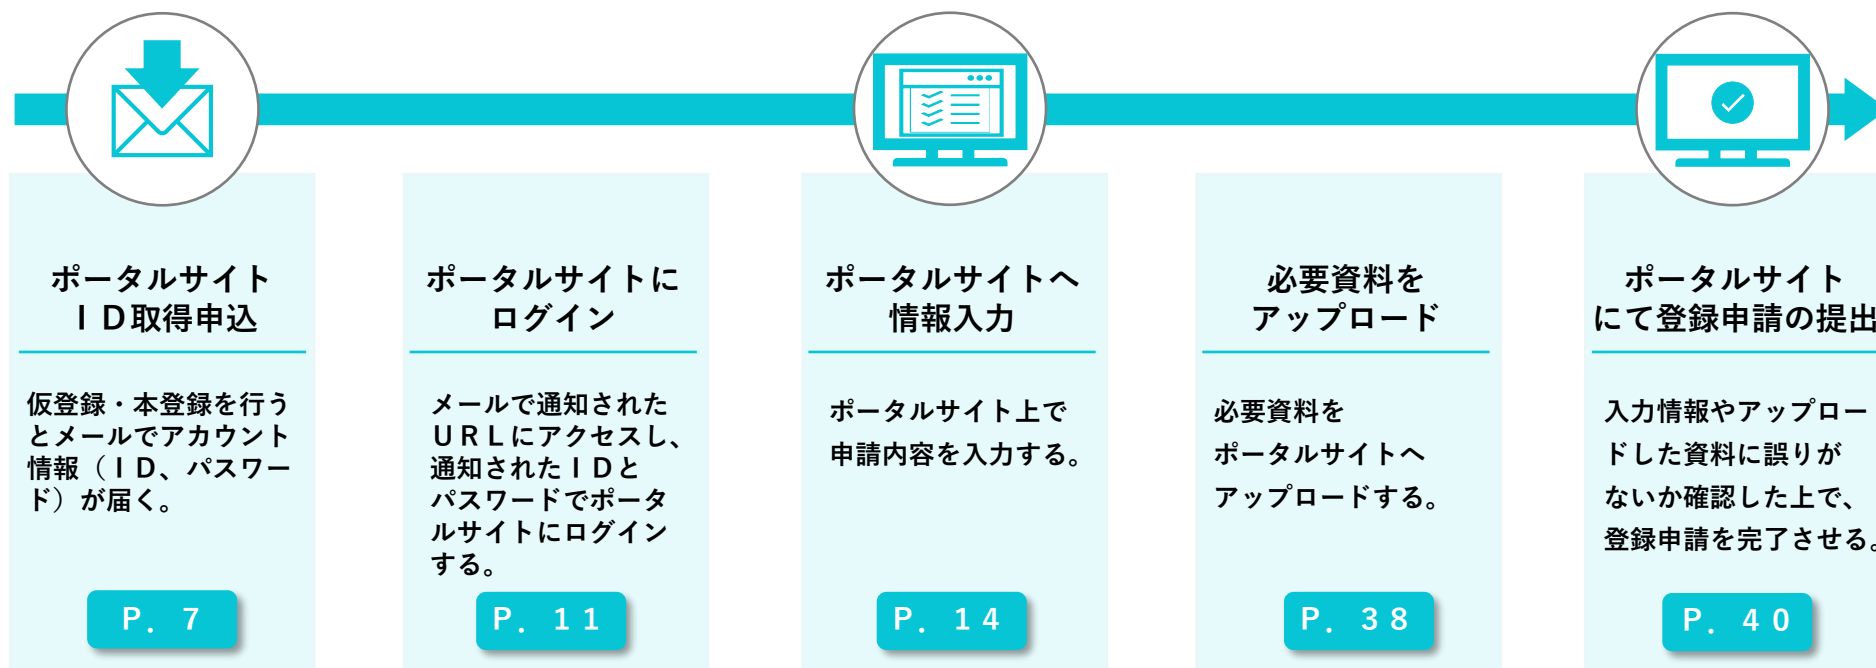 ポータルサイト
ＩＤ取得申込
仮登録・本登録を行う
とメールでアカウント
情報（ＩＤ、パスワー
ド）が届く。
Ｐ．７
ポータルサイトに
ログイン
メールで通知された
ＵＲＬにアクセスし、
通知されたＩＤと
パスワードでポータ
ルサイトにログイン
する。
Ｐ．１１
ポータルサイトへ
情報入力
ポータルサイト上で
申請内容を入力する。
Ｐ．１４
必要資料を
アップロード
必要資料を
ポータルサイトへ
アップロードする。
Ｐ．３８
ポータルサイト
にて登録申請の提出
入力情報やアップロー
ドした資料に誤りが
ないか確認した上で、
登録申請を完了させる。
Ｐ．４０